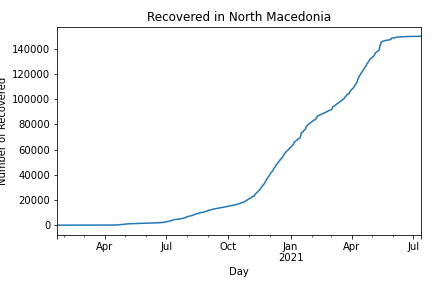 Recovered in North Macedonia
Number of Recovered
140000
120000
100000
80000
60000
40000
20000
0
Apr
Jul
Oct
Jan
2021
Apr
Jul
Day